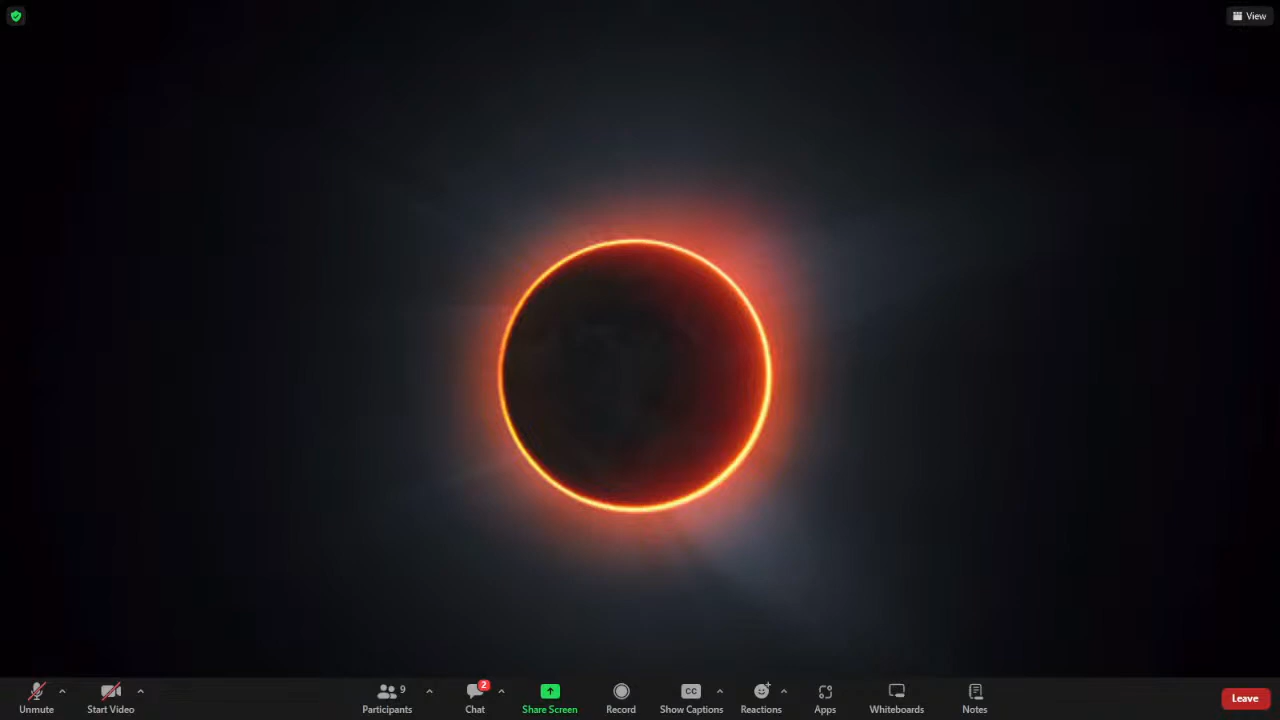 View
9
2
CC
Unmute
Start Video
Participants
Chat
Share Screen
Record
Show Captions
Reactions
Apps
Whiteboards
Notes
Leave